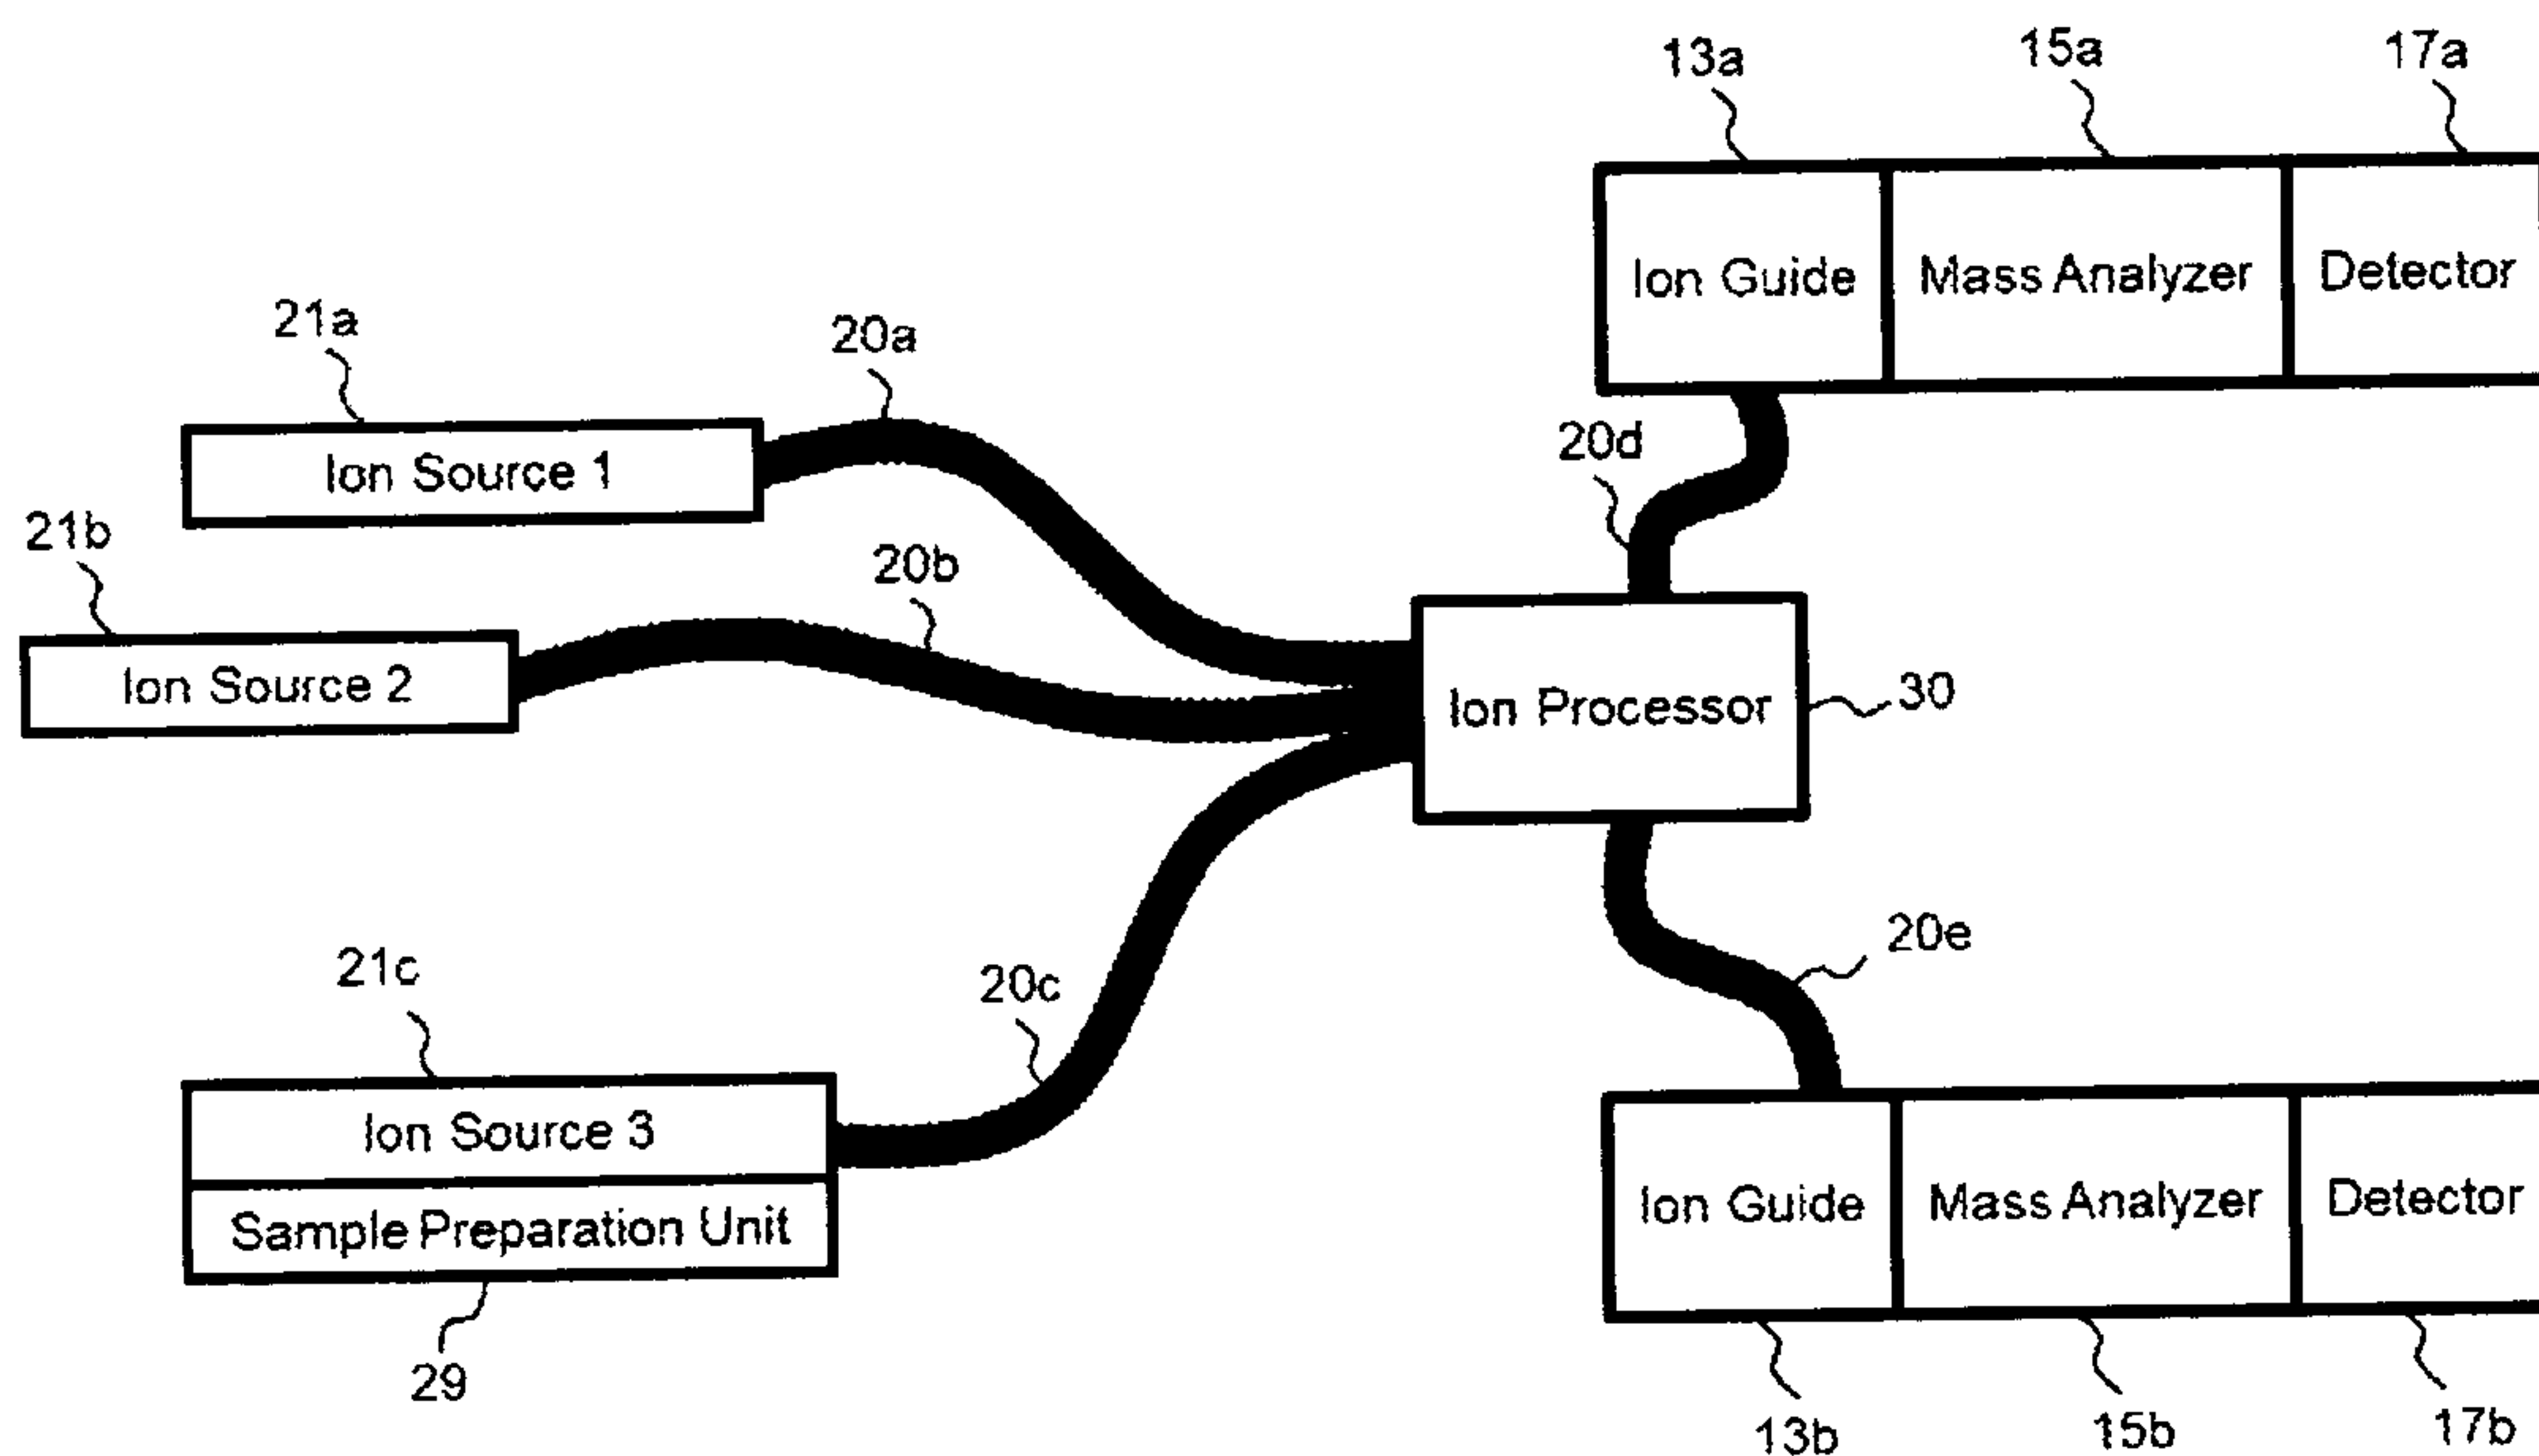 13a
15a
17a
Ion Guide
Mass Analyzer
Detector
21a
20a
20d
Ion Source 1
21b
20b
Ion Source 2
Ion Processor
30
21c
20c
20e
Ion Source 3
Sample Preparation Unit
29
Ion Guide
Mass Analyzer
Detector
13b
15b
17b